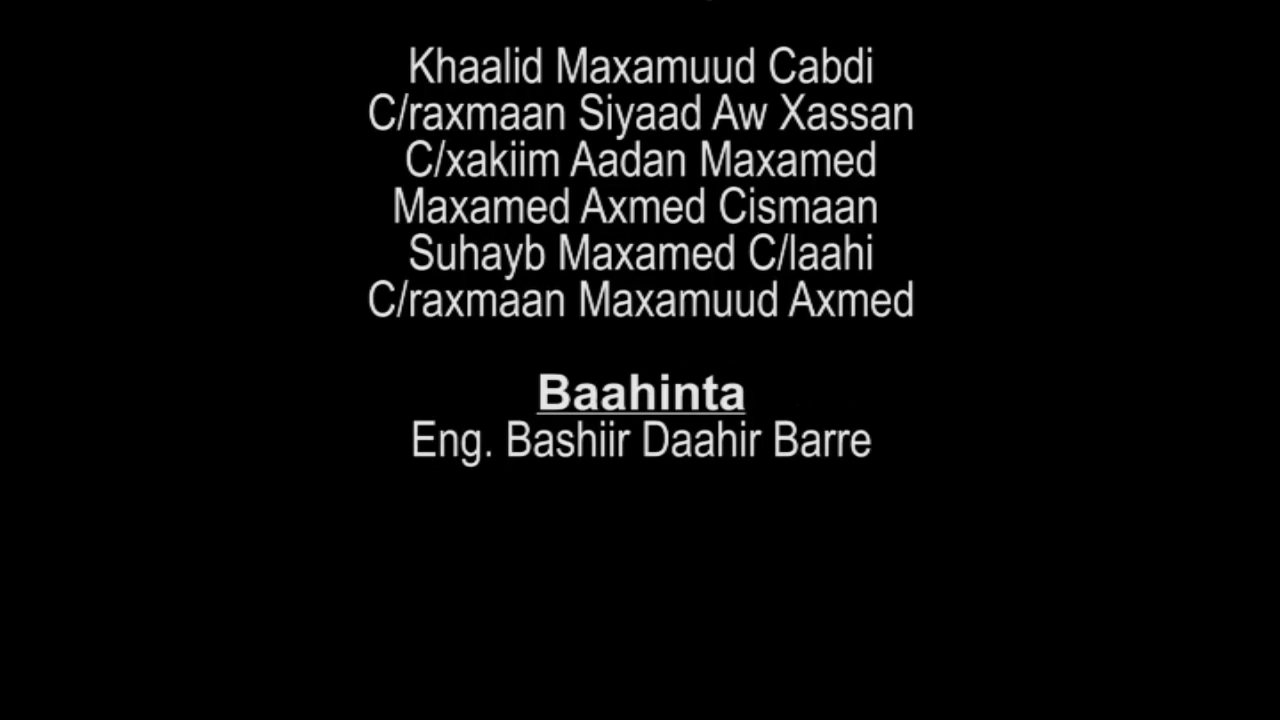 Khaalid Maxamuud Cabdi
C/raxmaan Siyaad Aw Xassan
C/xakiim Aadan Maxamed
Maxamed Axmed Cismaan
Suhayb Maxamed C/laahi
C/raxmaan Maxamuud Axmed
Baahinta
Eng. Bashiir Daahir Barre